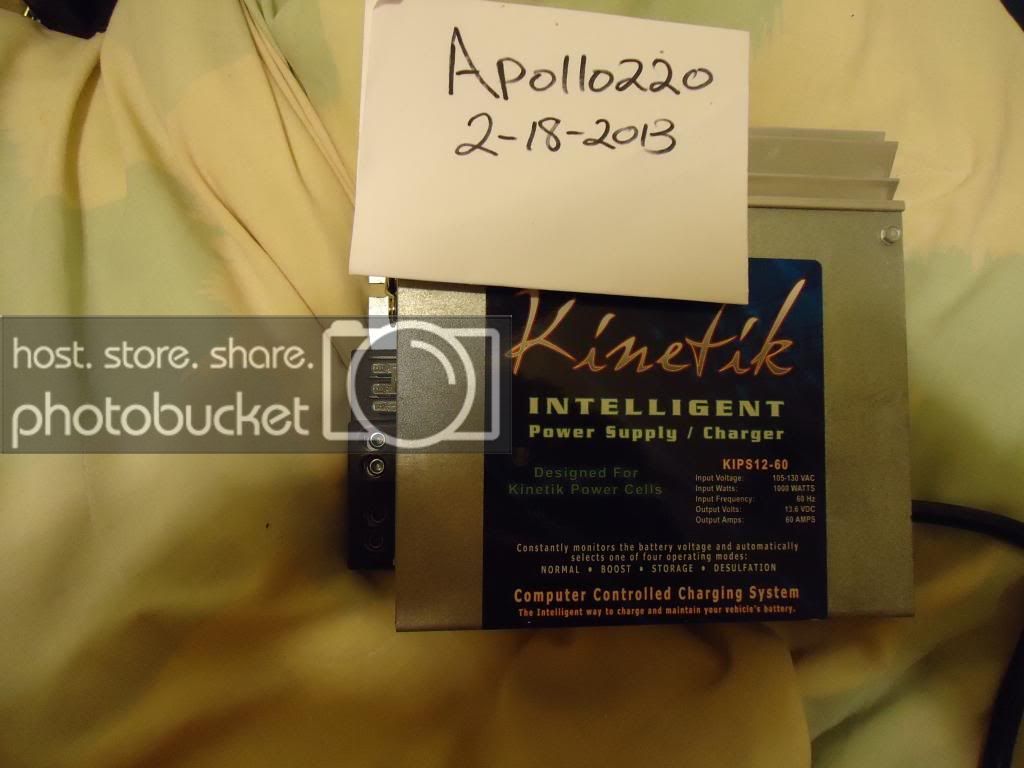 Apollo220
2-18-2013
host. store. share.
photobucket
Kinetik
INTELLIGENT
Power Supply / Charger
KIPS12-60
Designed For
Kinetik Power Cells
Input Voltage: 105-130 VAC
Input Watts: 1000 WATTS
Input Frequency: 60 Hz
Output Volts: 13.6 VDC
Output Amps: 60 AMPS
Constantly monitors the battery voltage and automatically
selects one of four operating modes:
NORMAL • BOOST • STORAGE • DESULFATION
Computer Controlled Charging System
The Intelligent way to charge and maintain your vehicle's battery.